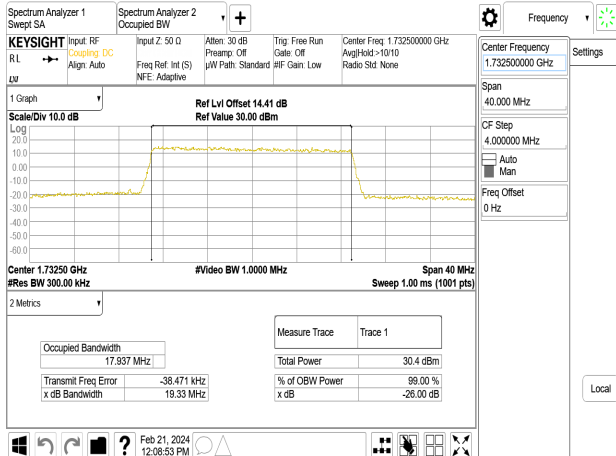 Spectrum Analyzer 1
Swept SA
Spectrum Analyzer 2
Occupied BW
+
Frequency
KEYSIGHT
RL
Input: RF
Coupling: DC
Align: Auto
Input Z: 50 Ω
Freq Ref: Int (S)
NFE: Adaptive
Atten: 30 dB
Preamp: Off
µW Path: Standard
Trig: Free Run
Gate: Off
#IF Gain: Low
Center Freq: 1.732500000 GHz
Avg|Hold:>10/10
Radio Std: None
Center Frequency
1.732500000 GHz
Settings
Span
40.000 MHz
CF Step
4.000000 MHz
Auto
Man
Freq Offset
0 Hz
Local
1 Graph
Scale/Div 10.0 dB
Ref Lvl Offset 14.41 dB
Ref Value 30.00 dBm
Log
20.0
10.0
0.00
-10.0
-20.0
-30.0
-40.0
-50.0
-60.0
Center 1.73250 GHz
#Video BW 1.0000 MHz
Span 40 MHz
#Res BW 300.00 kHz
Sweep 1.00 ms (1001 pts)
2 Metrics
Measure Trace Trace 1
Occupied Bandwidth
17.937 MHz
Total Power 30.4 dBm
Transmit Freq Error -38.471 kHz
% of OBW Power 99.00 %
x dB Bandwidth 19.33 MHz
x dB -26.00 dB
?
Feb 21, 2024
12:08:53 PM